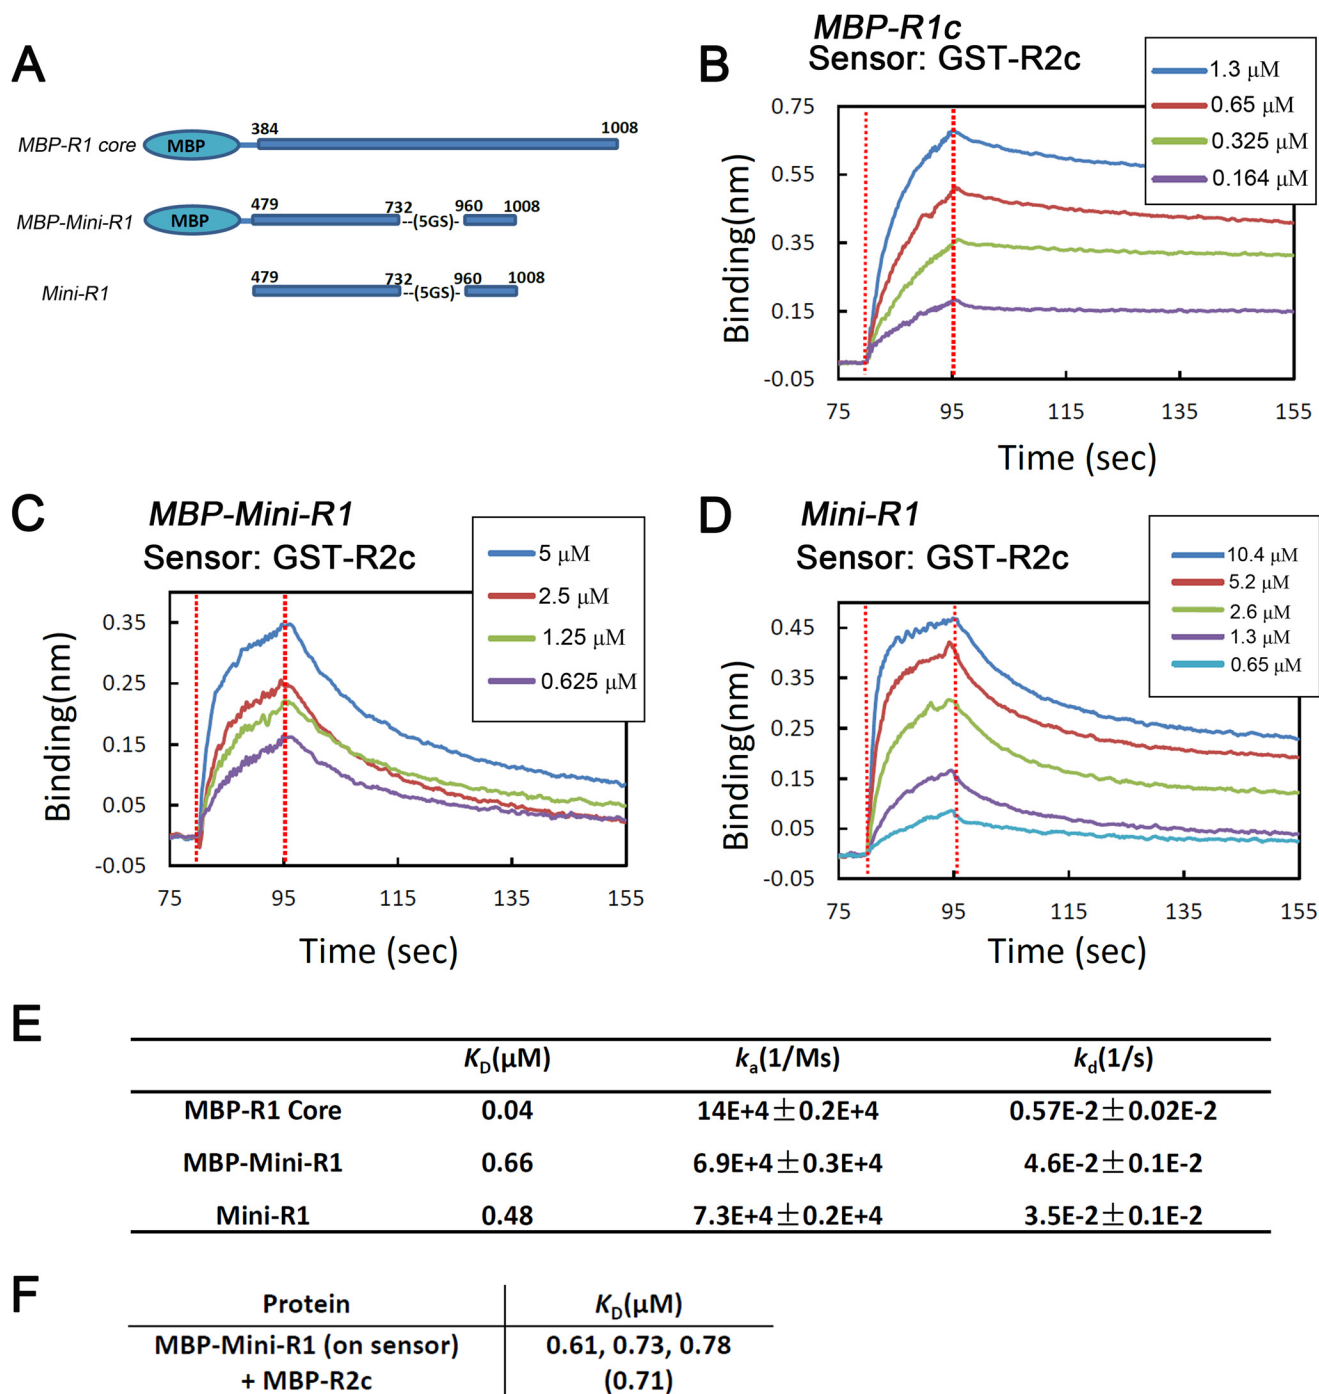 A
MBP-R1 core
MBP
384
1008
MBP-Mini-R1
MBP
479
732
--(5GS)-
960
1008
Mini-R1
479
732
--(5GS)-
960
1008
B
MBP-R1c
Sensor: GST-R2c
1.3 μM
0.65 μM
0.325 μM
0.164 μM
Binding(nm)
0.75
0.55
0.35
0.15
-0.05
75
95
115
135
155
Time (sec)
C
MBP-Mini-R1
Sensor: GST-R2c
5 μM
2.5 μM
1.25 μM
0.625 μM
Binding(nm)
0.35
0.25
0.15
0.05
-0.05
75
95
115
135
155
Time (sec)
D
Mini-R1
Sensor: GST-R2c
10.4 μM
5.2 μM
2.6 μM
1.3 μM
0.65 μM
Binding(nm)
0.45
0.35
0.25
0.15
0.05
-0.05
75
95
115
135
155
Time (sec)
E
KD(μM) ka(1/Ms) kd(1/s)
MBP-R1 Core 0.04 14E+4±0.2E+4 0.57E-2±0.02E-2
MBP-Mini-R1 0.66 6.9E+4±0.3E+4 4.6E-2±0.1E-2
Mini-R1 0.48 7.3E+4±0.2E+4 3.5E-2±0.1E-2
F
Protein KD(μM)
MBP-Mini-R1 (on sensor) 0.61, 0.73, 0.78
+ MBP-R2c (0.71)